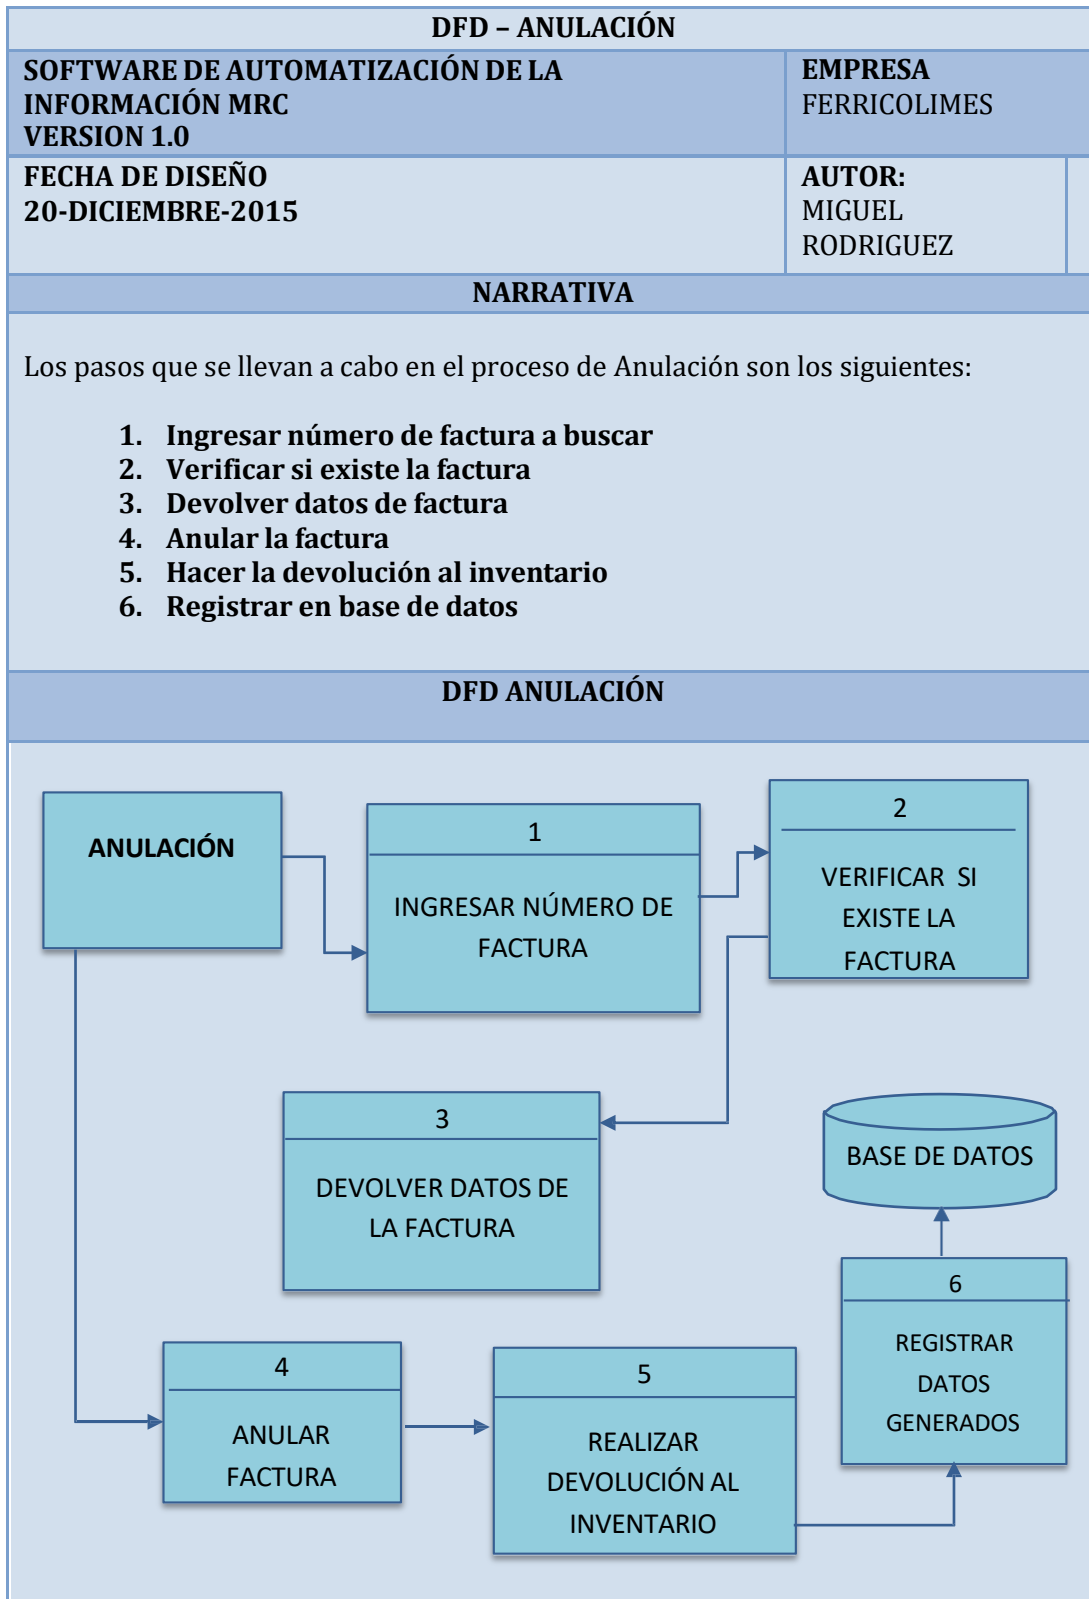 DFD – ANULACIÓN
SOFTWARE DE AUTOMATIZACIÓN DE LA
INFORMACIÓN MRC
VERSION 1.0
EMPRESA
FERRICOLIMES
FECHA DE DISEÑO
20-DICIEMBRE-2015
AUTOR:
MIGUEL
RODRIGUEZ
NARRATIVA
Los pasos que se llevan a cabo en el proceso de Anulación son los siguientes:
1. Ingresar número de factura a buscar
2. Verificar si existe la factura
3. Devolver datos de factura
4. Anular la factura
5. Hacer la devolución al inventario
6. Registrar en base de datos
DFD ANULACIÓN
ANULACIÓN
1
INGRESAR NÚMERO DE
FACTURA
2
VERIFICAR SI
EXISTE LA
FACTURA
3
DEVOLVER DATOS DE
LA FACTURA
BASE DE DATOS
4
ANULAR
FACTURA
5
REALIZAR
DEVOLUCIÓN AL
INVENTARIO
6
REGISTRAR
DATOS
GENERADOS